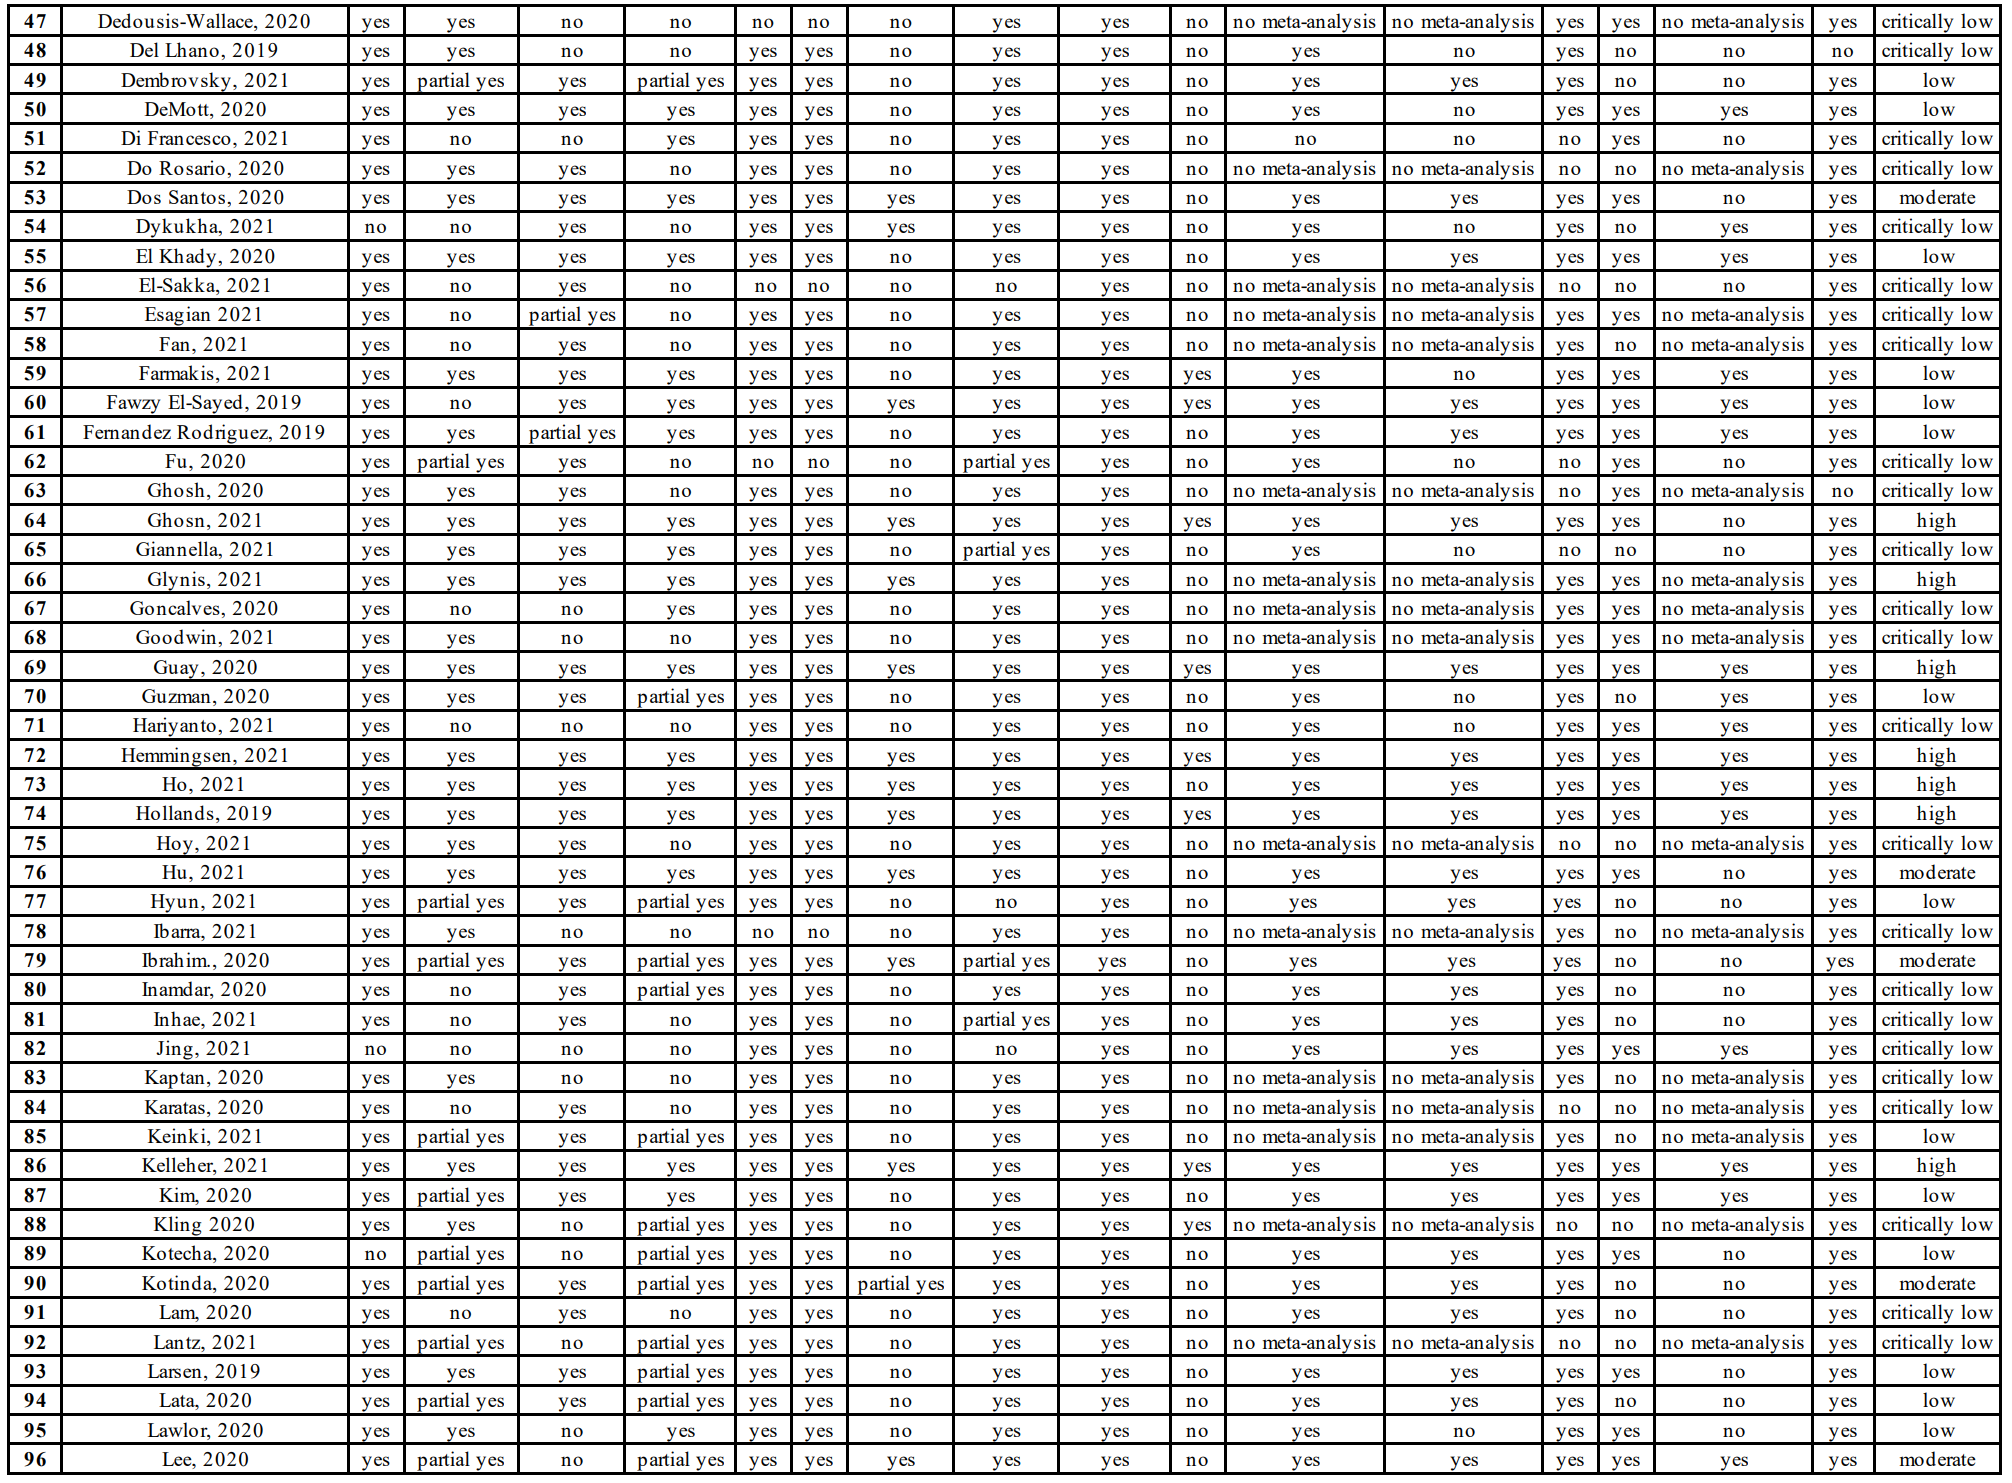 47 Dedousis-Wallace, 2020 yes yes no no no no no yes yes no no meta-analysis no meta-analysis yes yes no meta-analysis yes critically low
48 Del Lhano, 2019 yes yes no no yes yes no yes yes no yes no yes no no no critically low
49 Dembrovsky, 2021 yes partial yes yes partial yes yes yes no yes yes no yes yes yes no no yes low
50 DeMott, 2020 yes yes yes yes yes yes no yes yes no yes no yes yes yes yes low
51 Di Francesco, 2021 yes no no yes yes yes no yes yes no no no no yes no yes critically low
52 Do Rosario, 2020 yes yes yes no yes yes no yes yes no no meta-analysis no meta-analysis no no no meta-analysis yes critically low
53 Dos Santos, 2020 yes yes yes yes yes yes yes yes yes no yes yes yes yes no yes moderate
54 Dykukha, 2021 no no yes no yes yes yes yes yes no yes no yes no yes yes critically low
55 El Khady, 2020 yes yes yes yes yes yes no yes yes no yes yes yes yes yes yes low
56 El-Sakka, 2021 yes no yes no no no no no yes no no meta-analysis no meta-analysis no no no yes critically low
57 Esagian 2021 yes no partial yes no yes yes no yes yes no no meta-analysis no meta-analysis yes yes no meta-analysis yes critically low
58 Fan, 2021 yes no yes no yes yes no yes yes no no meta-analysis no meta-analysis yes no no meta-analysis yes critically low
59 Farmakis, 2021 yes yes yes yes yes yes no yes yes yes yes no yes yes yes yes low
60 Fawzy El-Sayed, 2019 yes no yes yes yes yes yes yes yes yes yes yes yes yes yes yes low
61 Fernandez Rodriguez, 2019 yes yes partial yes yes yes yes no yes yes no yes yes yes yes yes yes low
62 Fu, 2020 yes partial yes yes no no no no partial yes yes no yes no no yes no yes critically low
63 Ghosh, 2020 yes yes yes no yes yes no yes yes no no meta-analysis no meta-analysis no yes no meta-analysis no critically low
64 Ghosn, 2021 yes yes yes yes yes yes yes yes yes yes yes yes yes yes no yes high
65 Giannella, 2021 yes yes yes yes yes yes no partial yes yes no yes no no no no yes critically low
66 Glynis, 2021 yes yes yes yes yes yes yes yes yes no no meta-analysis no meta-analysis yes yes no meta-analysis yes high
67 Goncalves, 2020 yes no no yes yes yes no yes yes no no meta-analysis no meta-analysis yes yes no meta-analysis yes critically low
68 Goodwin, 2021 yes yes no no yes yes no yes yes no no meta-analysis no meta-analysis yes yes no meta-analysis yes critically low
69 Guay, 2020 yes yes yes yes yes yes yes yes yes yes yes yes yes yes yes yes high
70 Guzman, 2020 yes yes yes partial yes yes yes no yes yes no yes no yes no yes yes low
71 Hariyanto, 2021 yes no no no yes yes no yes yes no yes no yes yes yes yes critically low
72 Hemmingsen, 2021 yes yes yes yes yes yes yes yes yes yes yes yes yes yes yes yes high
73 Ho, 2021 yes yes yes yes yes yes yes yes yes no yes yes yes yes yes yes high
74 Hollands, 2019 yes yes yes yes yes yes yes yes yes yes yes yes yes yes yes yes high
75 Hoy, 2021 yes yes yes no yes yes no yes yes no no meta-analysis no meta-analysis no no no meta-analysis yes critically low
76 Hu, 2021 yes yes yes yes yes yes yes yes yes no yes yes yes yes no yes moderate
77 Hyun, 2021 yes partial yes yes partial yes yes yes no no yes no yes yes yes no no yes low
78 Ibarra, 2021 yes yes no no no no no yes yes no no meta-analysis no meta-analysis yes no no meta-analysis yes critically low
79 Ibrahim., 2020 yes partial yes yes partial yes yes yes yes partial yes yes no yes yes yes no no yes moderate
80 Inamdar, 2020 yes no yes partial yes yes yes no yes yes no yes yes yes no no yes critically low
81 Inhae, 2021 yes no yes no yes yes no partial yes yes no yes yes yes no no yes critically low
82 Jing, 2021 no no no no yes yes no no yes no yes yes yes yes yes yes critically low
83 Kaptan, 2020 yes yes no no yes yes no yes yes no no meta-analysis no meta-analysis yes no no meta-analysis yes critically low
84 Karatas, 2020 yes no yes no yes yes no yes yes no no meta-analysis no meta-analysis no no no meta-analysis yes critically low
85 Keinki, 2021 yes partial yes yes partial yes yes yes no yes yes no no meta-analysis no meta-analysis yes no no meta-analysis yes low
86 Kelleher, 2021 yes yes yes yes yes yes yes yes yes yes yes yes yes yes yes yes high
87 Kim, 2020 yes partial yes yes yes yes yes no yes yes no yes yes yes yes yes yes low
88 Kling 2020 yes yes no partial yes yes yes no yes yes yes no meta-analysis no meta-analysis no no no meta-analysis yes critically low
89 Kotecha, 2020 no partial yes no partial yes yes yes no yes yes no yes yes yes yes no yes low
90 Kotinda, 2020 yes partial yes yes partial yes yes yes partial yes yes yes no yes yes yes no no yes moderate
91 Lam, 2020 yes no yes no yes yes no yes yes no yes yes yes no no yes critically low
92 Lantz, 2021 yes partial yes no partial yes yes yes no yes yes no no meta-analysis no meta-analysis no no no meta-analysis yes critically low
93 Larsen, 2019 yes yes yes partial yes yes yes no yes yes no yes yes yes yes no yes low
94 Lata, 2020 yes partial yes yes partial yes yes yes no yes yes no yes yes yes no no yes low
95 Lawlor, 2020 yes yes no yes yes yes no yes yes no yes no yes yes no yes low
96 Lee, 2020 yes partial yes no partial yes yes yes yes yes yes no yes yes yes yes yes yes moderate